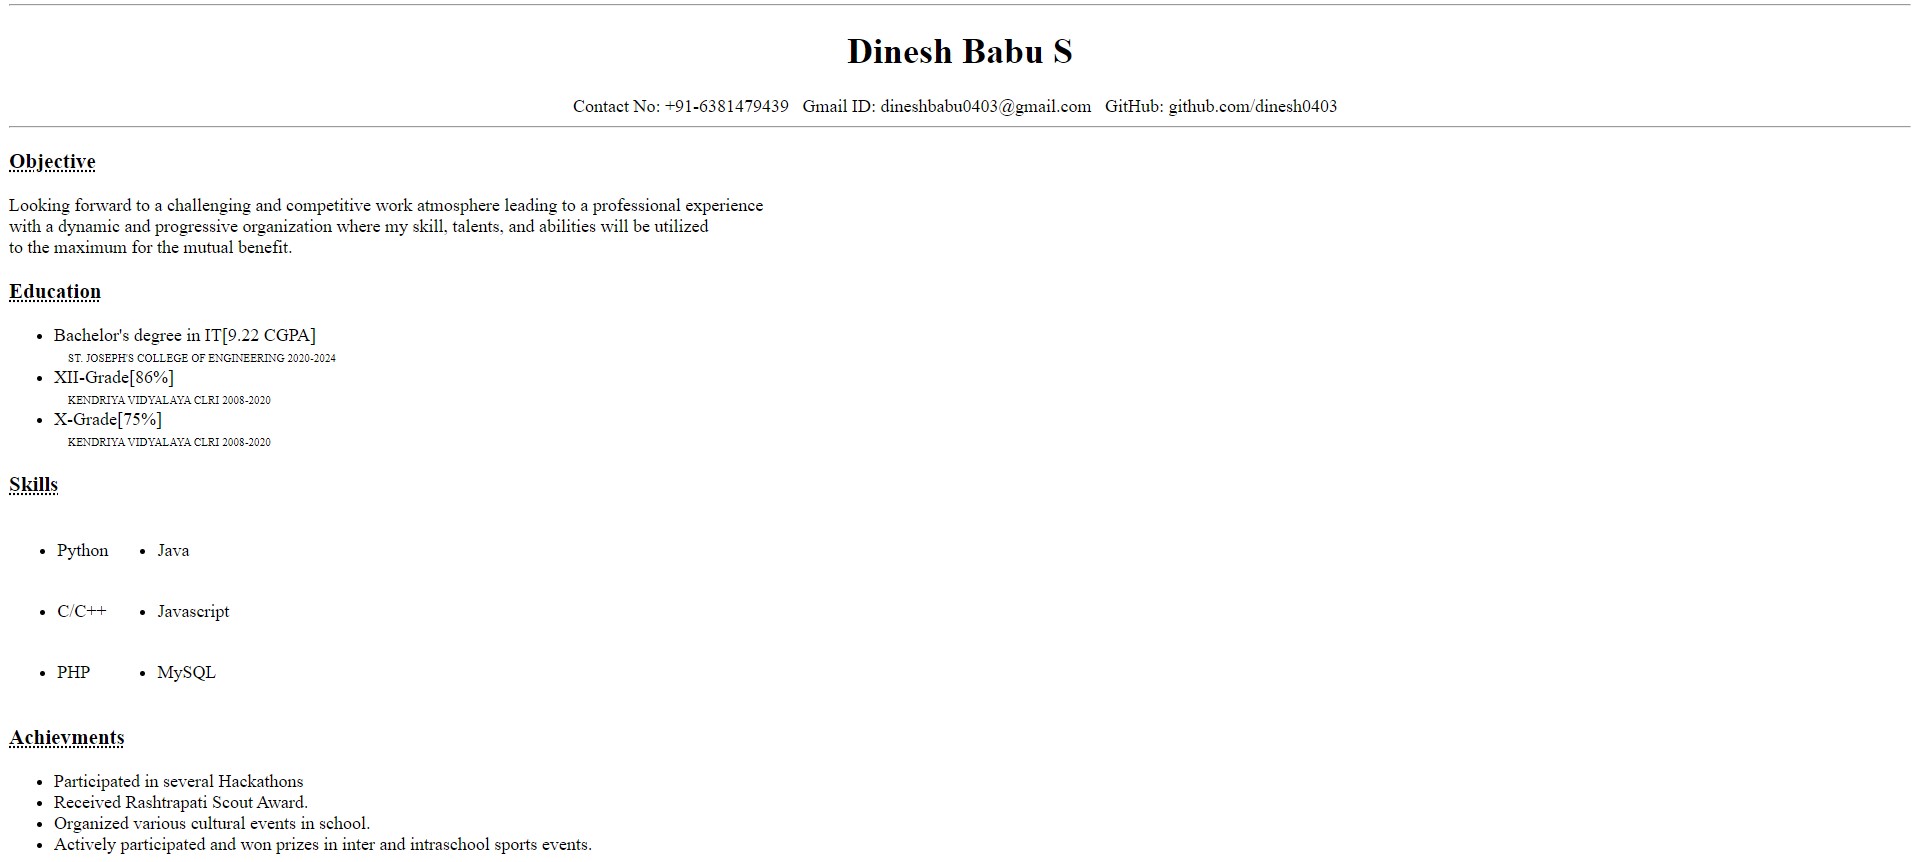 Dinesh Babu S
Contact No: +91-6381479439 Gmail ID: dineshbabu0403@gmail.com GitHub: github.com/dinesh0403
Objective
Looking forward to a challenging and competitive work atmosphere leading to a professional experience
with a dynamic and progressive organization where my skill, talents, and abilities will be utilized
to the maximum for the mutual benefit.
Education
• Bachelor's degree in IT[9.22 CGPA]
ST. JOSEPH'S COLLEGE OF ENGINEERING 2020-2024
• XII-Grade[86%]
KENDRIYA VIDYALAYA CLRI 2008-2020
• X-Grade[75%]
KENDRIYA VIDYALAYA CLRI 2008-2020
Skills
• Python • Java
• C/C++ • Javascript
• PHP • MySQL
Achievments
• Participated in several Hackathons
• Received Rashtrapati Scout Award.
• Organized various cultural events in school.
• Actively participated and won prizes in inter and intraschool sports events.